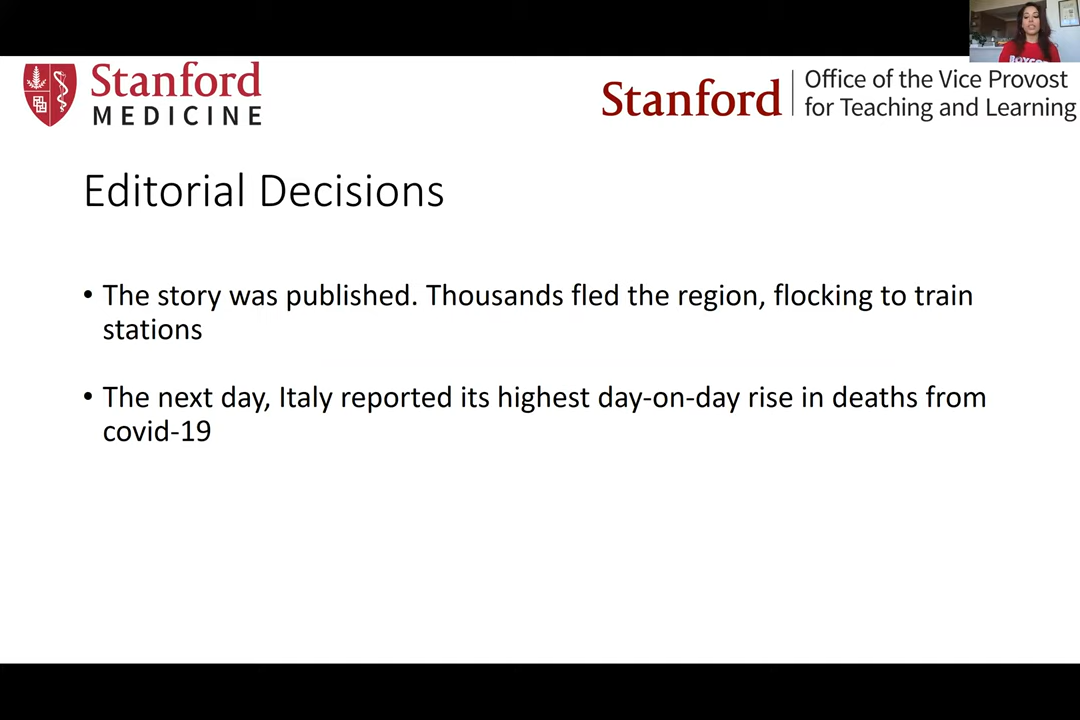 Stanford
MEDICINE
Stanford
Office of the Vice Provost
for Teaching and Learning
Editorial Decisions
• The story was published. Thousands fled the region, flocking to train
stations
• The next day, Italy reported its highest day-on-day rise in deaths from
covid-19